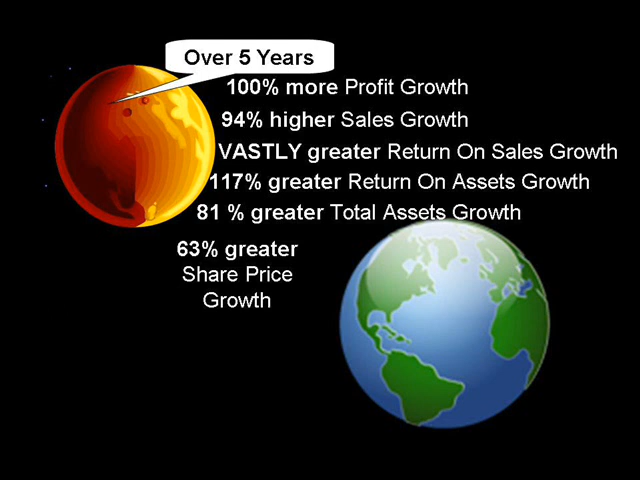 Over 5 Years
100% more Profit Growth
94% higher Sales Growth
VASTLY greater Return On Sales Growth
117% greater Return On Assets Growth
81 % greater Total Assets Growth
63% greater
Share Price
Growth